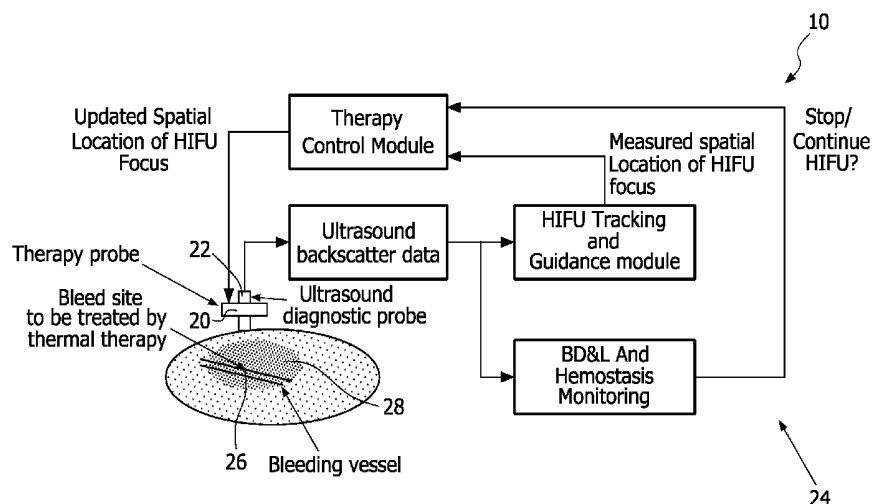 10
Updated Spatial
Location of HIFU
Focus
Therapy
Control Module
Stop/
Continue
HIFU?
Measured spatial
Location of HIFU
focus
Ultrasound
backscatter data
HIFU Tracking
and
Guidance module
Therapy probe
22
20
Ultrasound
diagnostic probe
Bleed site
to be treated by
thermal therapy
BD&L And
Hemostasis
Monitoring
28
26
Bleeding vessel
24